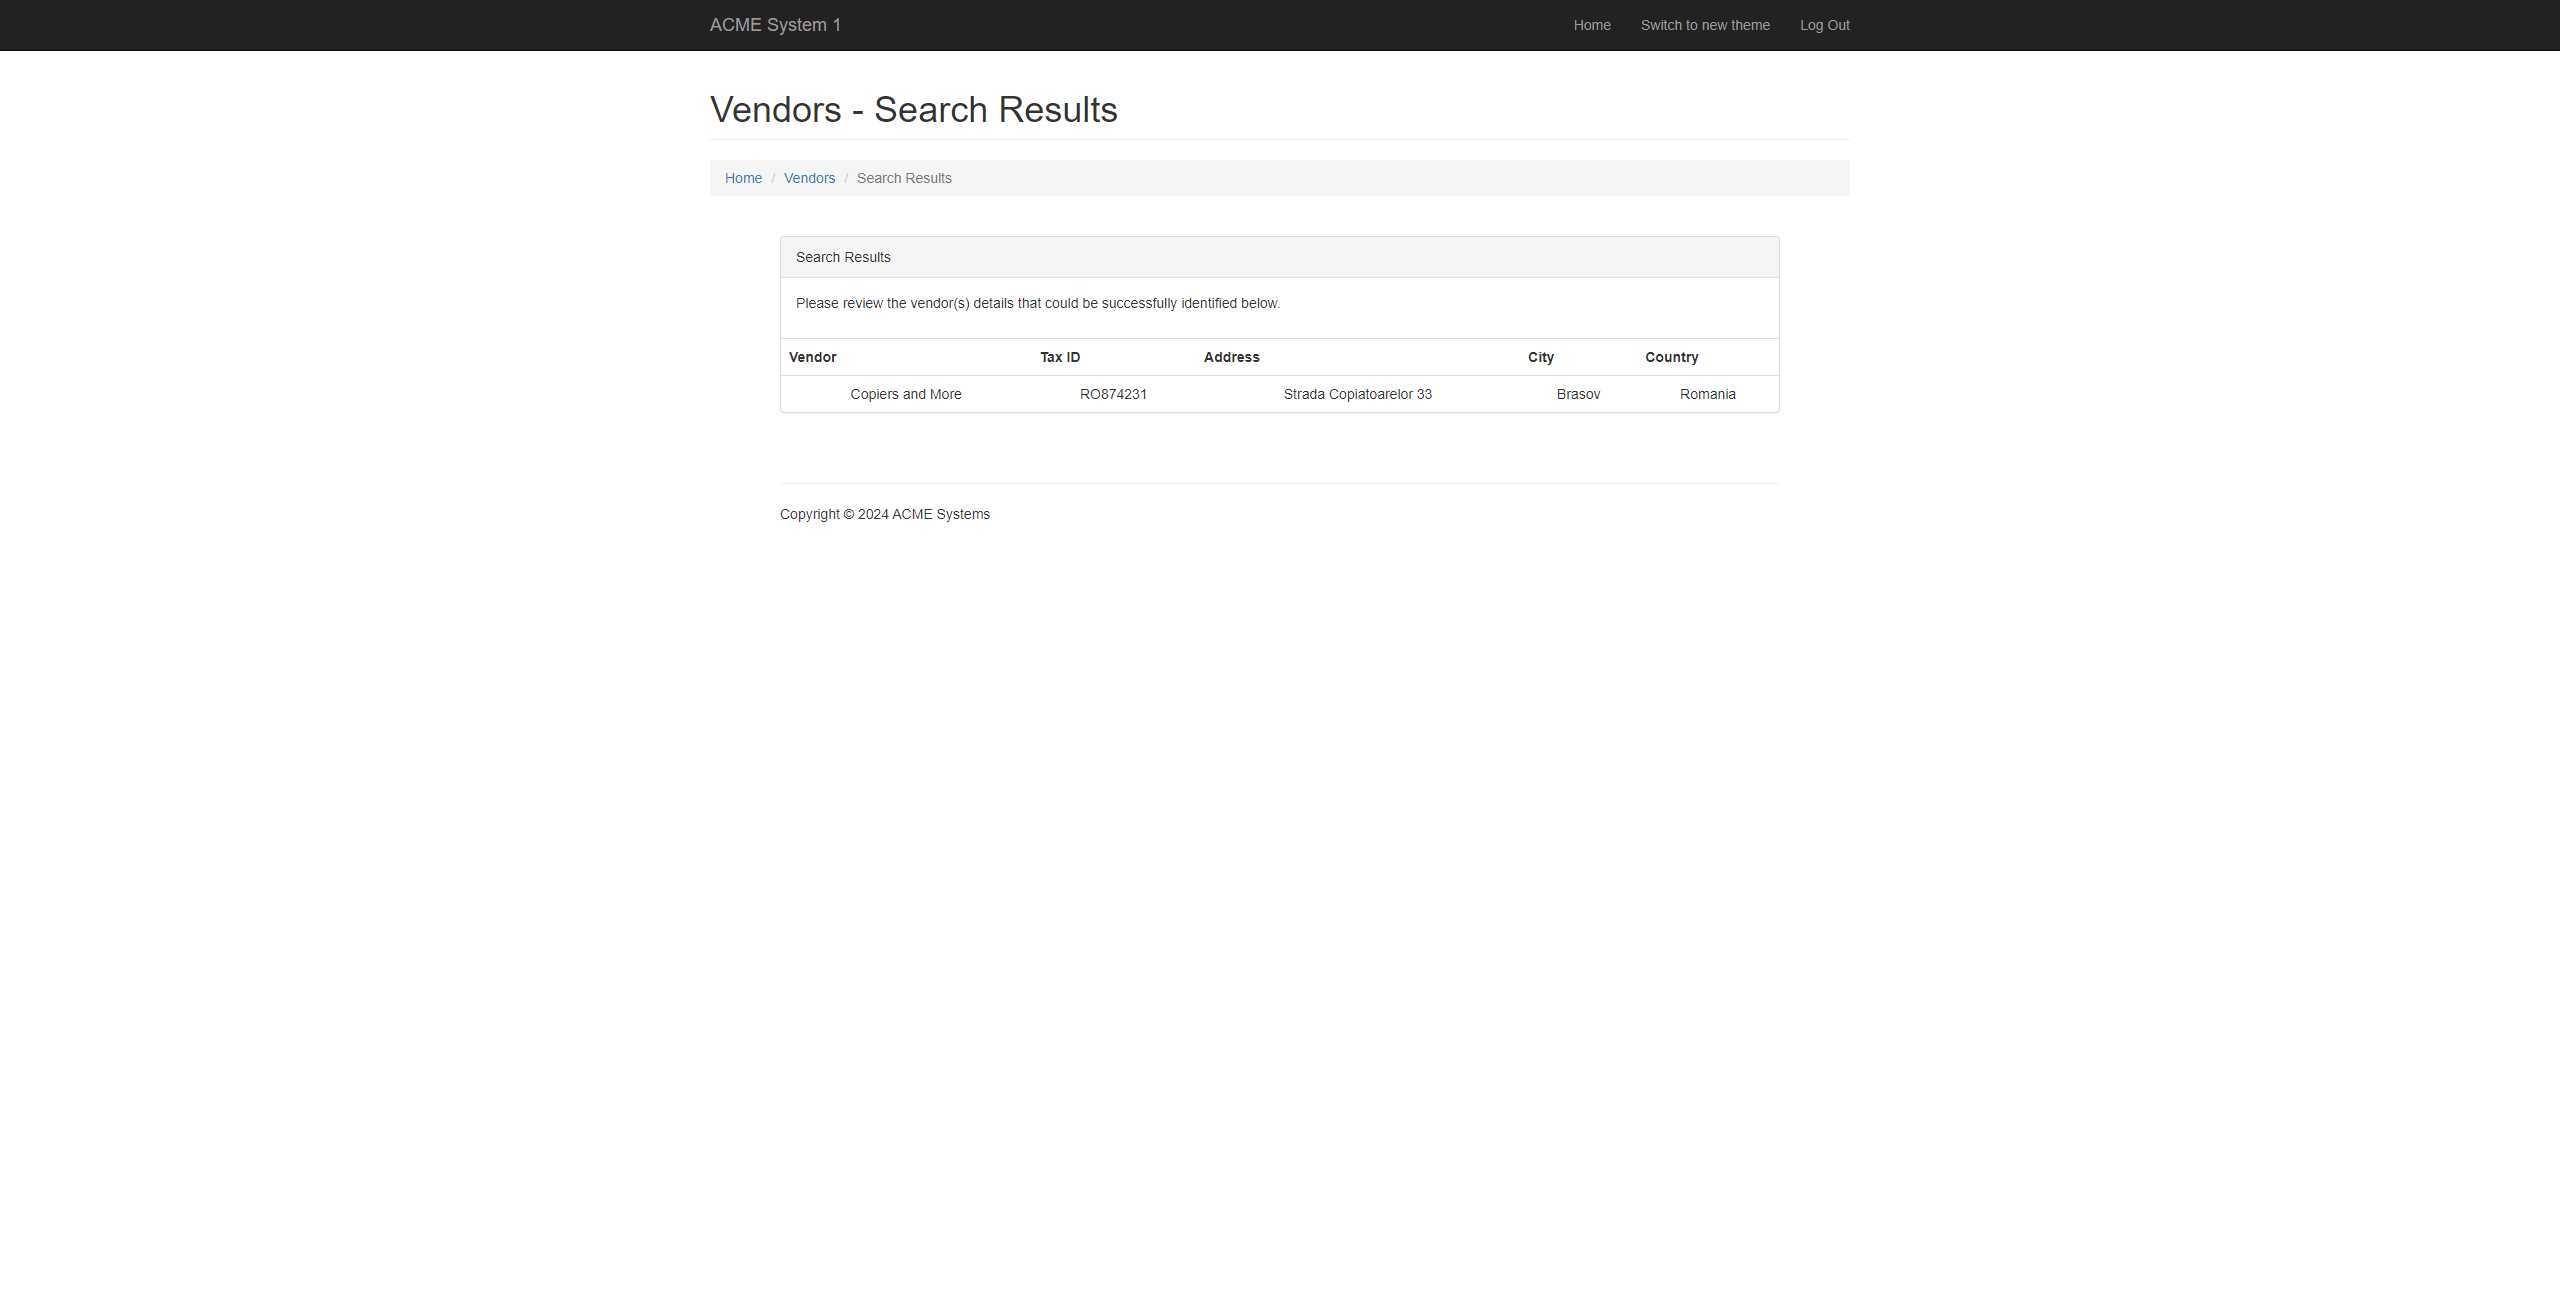 ACME System 1 Home Switch to new theme Log Out
Vendors - Search Results
Home / Vendors / Search Results
Search Results
Please review the vendor(s) details that could be successfully identified below.
Vendor Tax ID Address City Country
Copiers and More RO874231 Strada Copiatoarelor 33 Brasov Romania
Copyright © 2024 ACME Systems